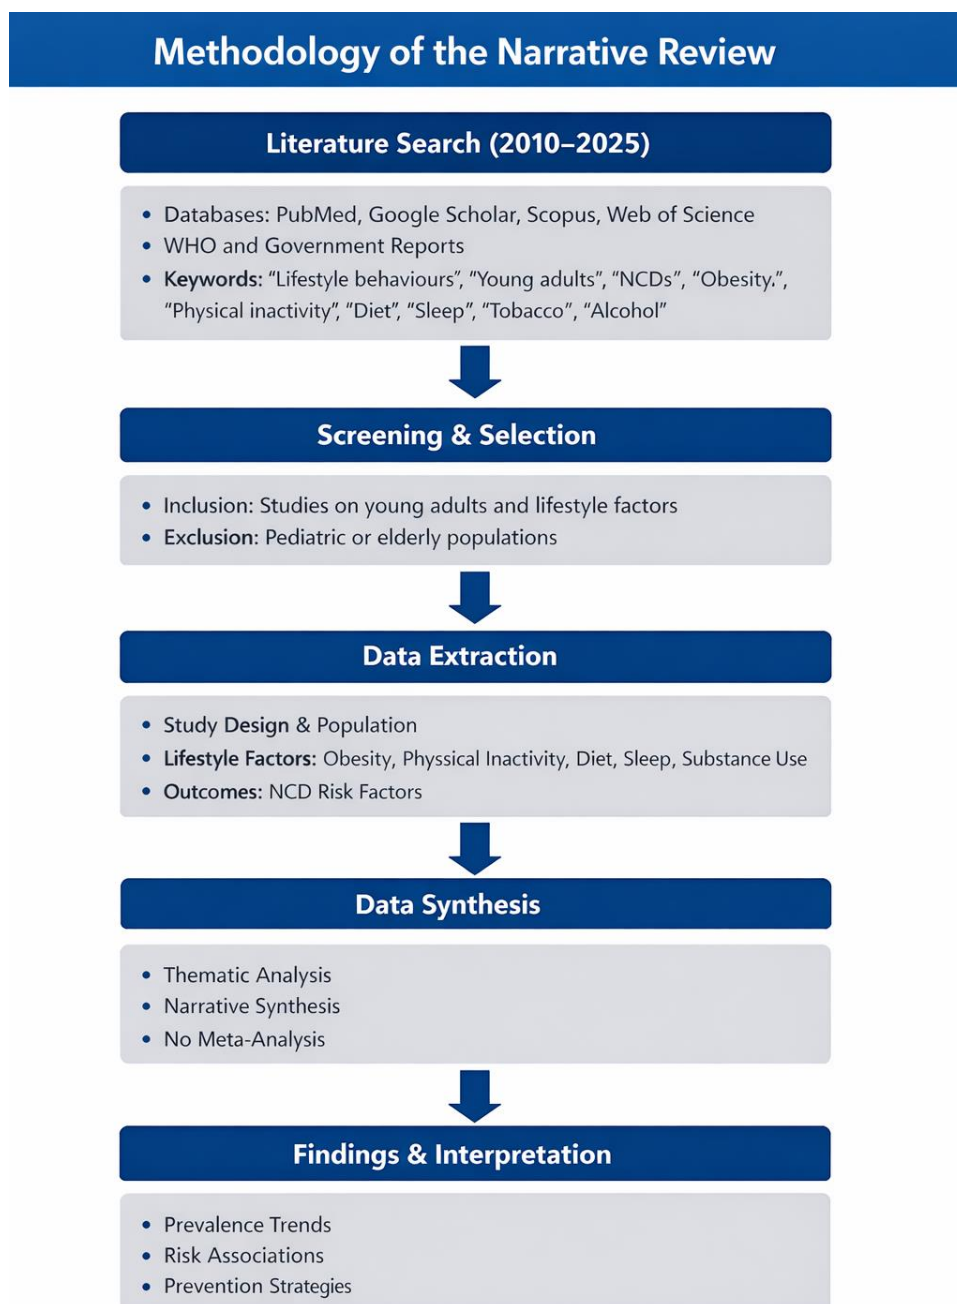 Methodology of the Narrative Review
Literature Search (2010–2025)
• Databases: PubMed, Google Scholar, Scopus, Web of Science
• WHO and Government Reports
• Keywords: “Lifestyle behaviours”, “Young adults”, “NCDs”, “Obesity.”,
“Physical inactivity”, “Diet”, “Sleep”, “Tobacco”, “Alcohol”
Screening & Selection
• Inclusion: Studies on young adults and lifestyle factors
• Exclusion: Pediatric or elderly populations
Data Extraction
• Study Design & Population
• Lifestyle Factors: Obesity, Physsical Inactivity, Diet, Sleep, Substance Use
• Outcomes: NCD Risk Factors
Data Synthesis
• Thematic Analysis
• Narrative Synthesis
• No Meta-Analysis
Findings & Interpretation
• Prevalence Trends
• Risk Associations
• Prevention Strategies